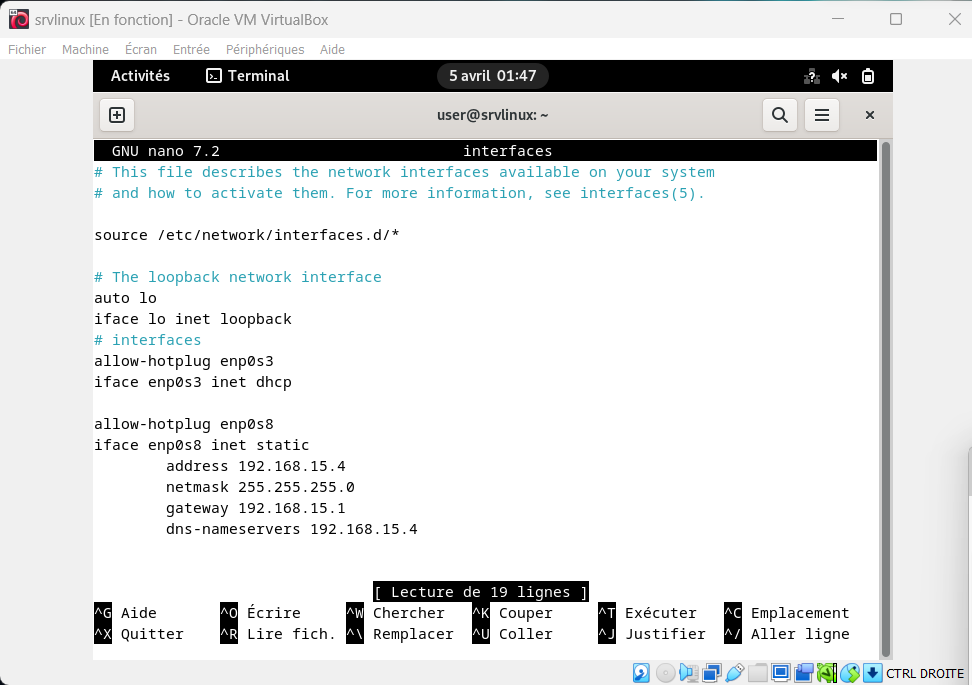 srvlinux [En fonction] - Oracle VM VirtualBox
Fichier Machine Écran Entrée Périphériques Aide
Activités Terminal 5 avril 01:47
user@srvlinux: ~
GNU nano 7.2 interfaces
# This file describes the network interfaces available on your system
# and how to activate them. For more information, see interfaces(5).
source /etc/network/interfaces.d/*
# The loopback network interface
auto lo
iface lo inet loopback
# interfaces
allow-hotplug enp0s3
iface enp0s3 inet dhcp
allow-hotplug enp0s8
iface enp0s8 inet static
address 192.168.15.4
netmask 255.255.255.0
gateway 192.168.15.1
dns-nameservers 192.168.15.4
[ Lecture de 19 lignes ]
^G Aide ^O Écrire ^W Chercher ^K Couper ^T Exécuter ^C Emplacement
^X Quitter ^R Lire fich. ^\ Remplacer ^U Coller ^J Justifier ^/ Aller ligne
CTRL DROITE